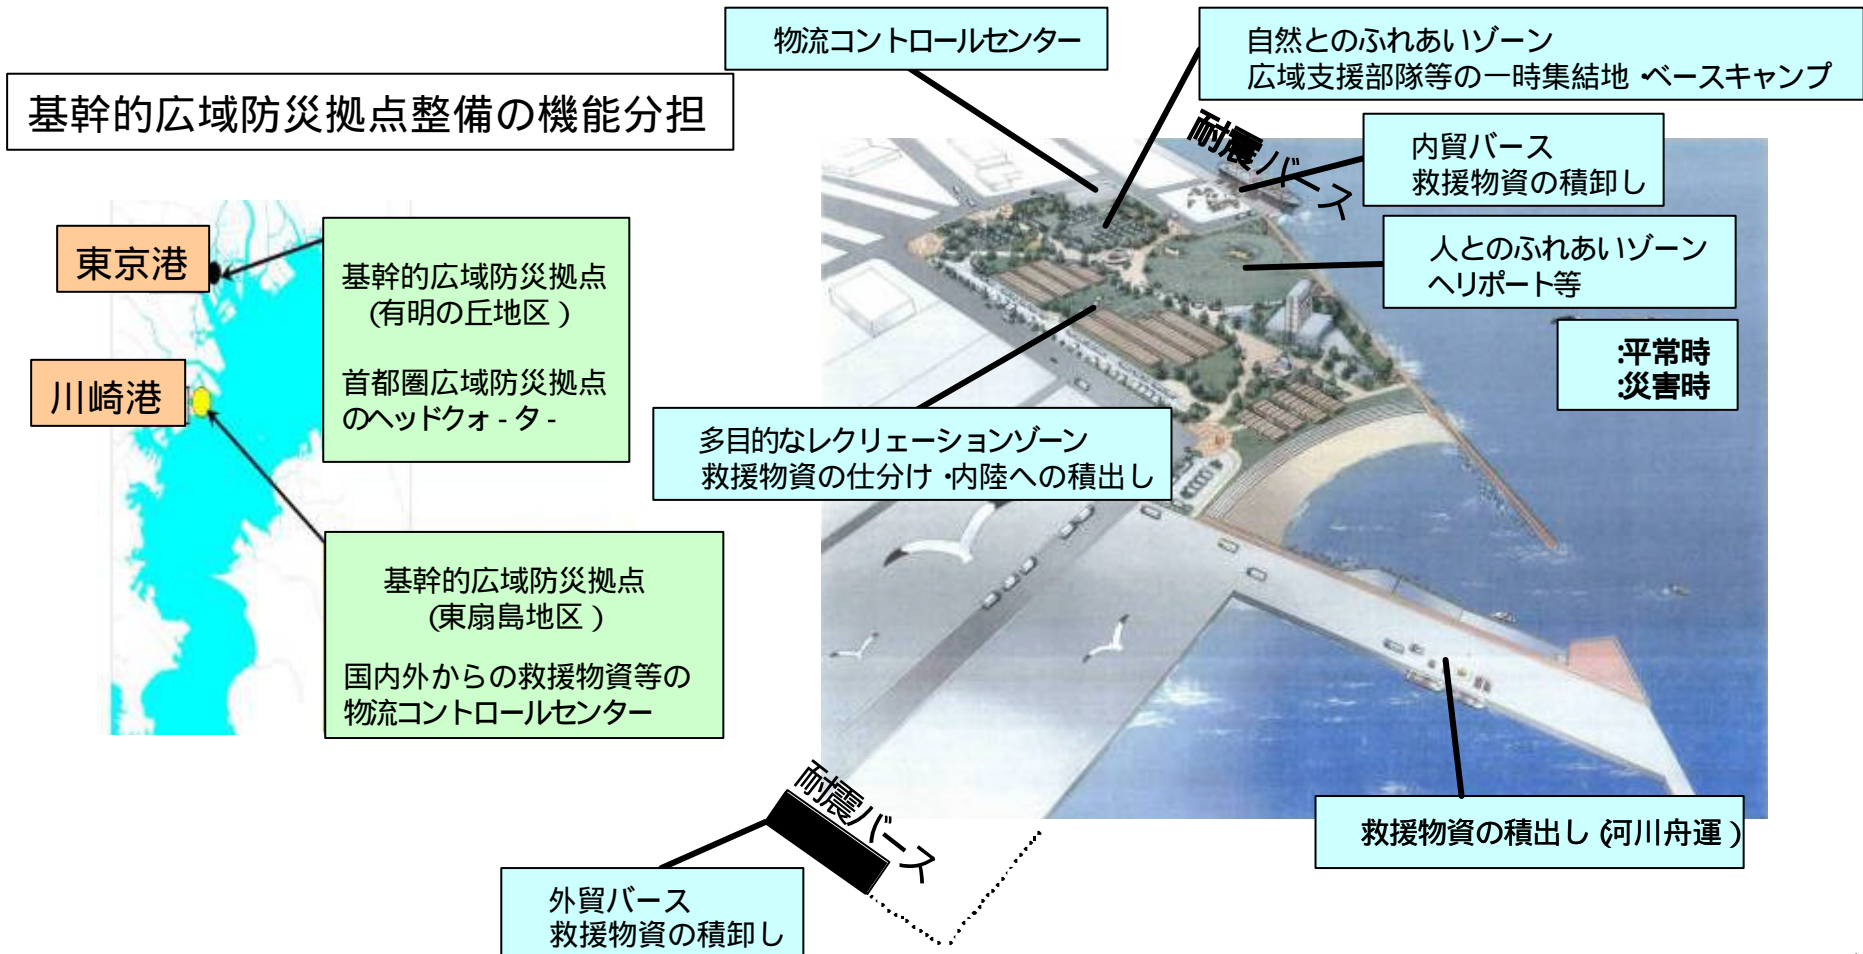 基幹的広域防災拠点整備の機能分担
物流コントロールセンター
自然とのふれあいゾーン
広域支援部隊等の一時集結地・ベースキャンプ
耐震バース
内貿バース
救援物資の積卸し
人とのふれあいゾーン
ヘリポート等
:平常時
:災害時
東京港
基幹的広域防災拠点
(有明の丘地区)
首都圏広域防災拠点
のヘッドクォ-タ-
川崎港
多目的なレクリェーションゾーン
救援物資の仕分け・内陸への積出し
基幹的広域防災拠点
(東扇島地区)
国内外からの救援物資等の
物流コントロールセンター
耐震バース
救援物資の積出し(河川舟運)
外貿バース
救援物資の積卸し